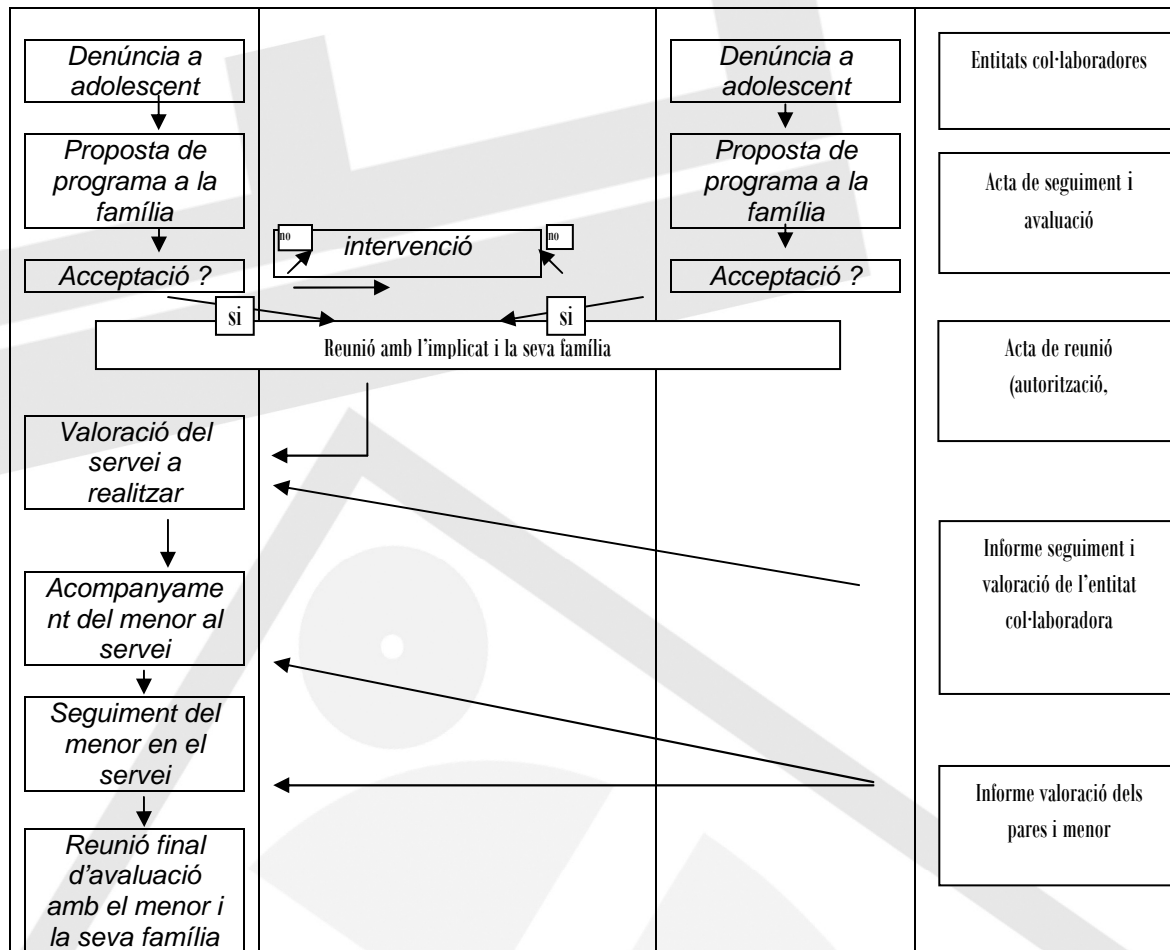 Denúncia a
adolescent
Proposta de
programa a la
família
Acceptació ?
no
intervenció
no
Denúncia a
adolescent
Proposta de
programa a la
família
Acceptació ?
si
si
Reunió amb l'implicat i la seva família
Valoració del
servei a
realitzar
Acompanyame
nt del menor al
servei
Seguiment del
menor en el
servei
Reunió final
d'avaluació
amb el menor i
la seva família
Entitats col·laboradores
Acta de seguiment i
avaluació
Acta de reunió
(autorització,
Informe seguiment i
valoració de l'entitat
col·laboradora
Informe valoració dels
pares i menor